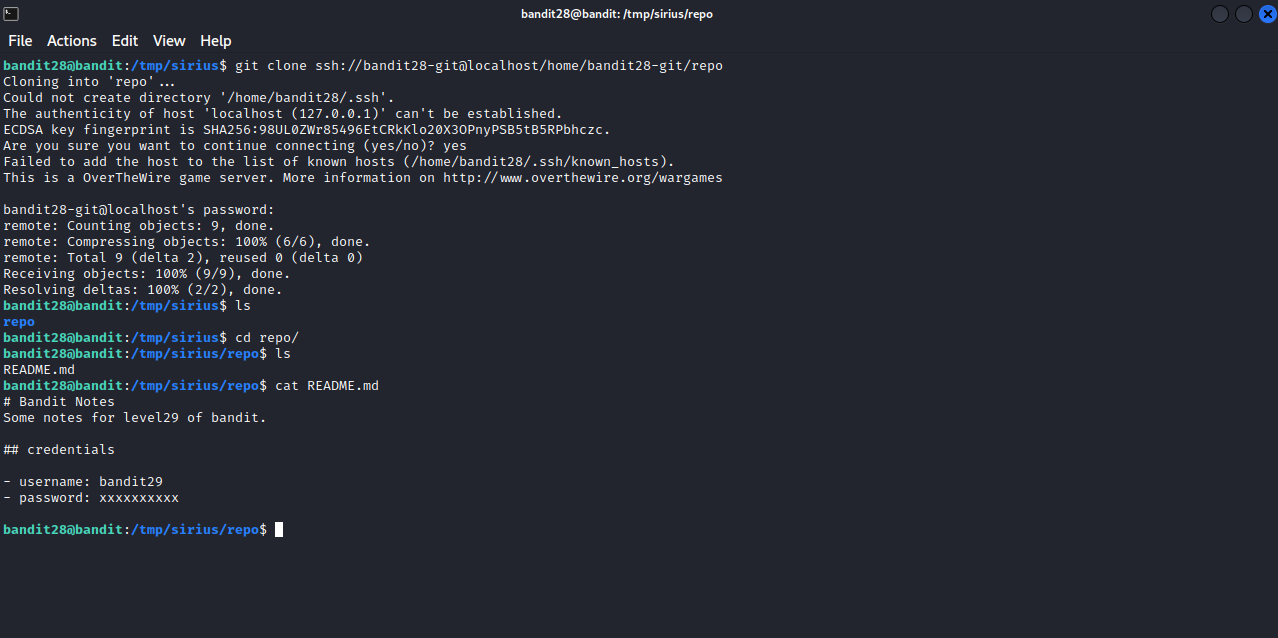 bandit28@bandit: /tmp/sirius/repo
File Actions Edit View Help
bandit28@bandit:/tmp/sirius$ git clone ssh://bandit28-git@localhost/home/bandit28-git/repo
Cloning into 'repo'...
Could not create directory '/home/bandit28/.ssh'.
The authenticity of host 'localhost (127.0.0.1)' can't be established.
ECDSA key fingerprint is SHA256:98UL0ZWr85496EtCRkKlo20X3OPnyPSB5tB5RPbhczc.
Are you sure you want to continue connecting (yes/no)? yes
Failed to add the host to the list of known hosts (/home/bandit28/.ssh/known_hosts).
This is a OverTheWire game server. More information on http://www.overthewire.org/wargames
bandit28-git@localhost's password:
remote: Counting objects: 9, done.
remote: Compressing objects: 100% (6/6), done.
remote: Total 9 (delta 2), reused 0 (delta 0)
Receiving objects: 100% (9/9), done.
Resolving deltas: 100% (2/2), done.
bandit28@bandit:/tmp/sirius$ ls
repo
bandit28@bandit:/tmp/sirius$ cd repo/
bandit28@bandit:/tmp/sirius/repo$ ls
README.md
bandit28@bandit:/tmp/sirius/repo$ cat README.md
# Bandit Notes
Some notes for level29 of bandit.
## credentials
- username: bandit29
- password: xxxxxxxxxx
bandit28@bandit:/tmp/sirius/repo$